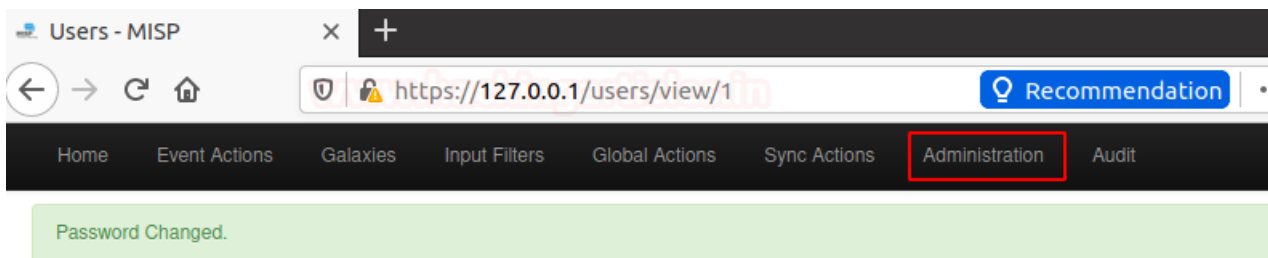 Users - MISP
https://127.0.0.1/users/view/1 Recommendation
Home Event Actions Galaxies Input Filters Global Actions Sync Actions Administration Audit
Password Changed.